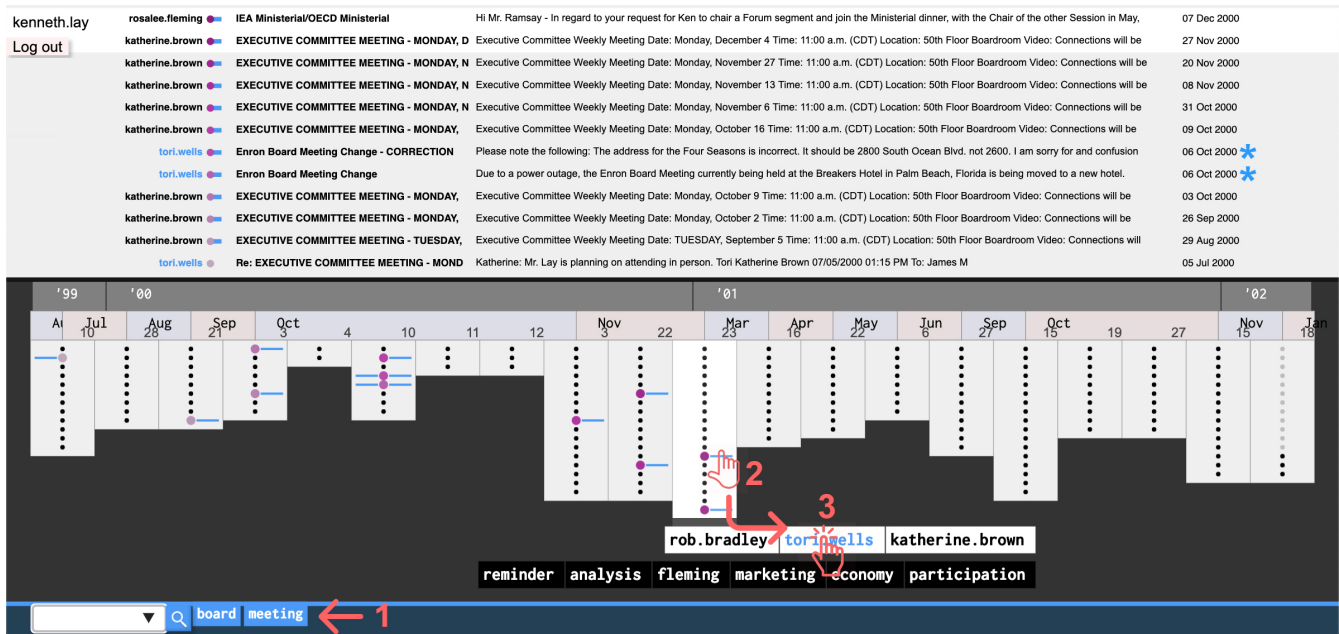 kenneth.lay
Log out
rosalee.fleming IEA Ministerial/OECD Ministerial Hi Mr. Ramsay - In regard to your request for Ken to chair a Forum segment and join the Ministerial dinner, with the Chair of the other Session in May, 07 Dec 2000
katherine.brown EXECUTIVE COMMITTEE MEETING - MONDAY, D Executive Committee Weekly Meeting Date: Monday, December 4 Time: 11:00 a.m. (CDT) Location: 50th Floor Boardroom Video: Connections will be 27 Nov 2000
katherine.brown EXECUTIVE COMMITTEE MEETING - MONDAY, N Executive Committee Weekly Meeting Date: Monday, November 27 Time: 11:00 a.m. (CDT) Location: 50th Floor Boardroom Video: Connections will be 20 Nov 2000
katherine.brown EXECUTIVE COMMITTEE MEETING - MONDAY, N Executive Committee Weekly Meeting Date: Monday, November 13 Time: 11:00 a.m. (CDT) Location: 50th Floor Boardroom Video: Connections will be 08 Nov 2000
katherine.brown EXECUTIVE COMMITTEE MEETING - MONDAY, N Executive Committee Weekly Meeting Date: Monday, November 6 Time: 11:00 a.m. (CDT) Location: 50th Floor Boardroom Video: Connections will be 31 Oct 2000
katherine.brown EXECUTIVE COMMITTEE MEETING - MONDAY, Executive Committee Weekly Meeting Date: Monday, October 16 Time: 11:00 a.m. (CDT) Location: 50th Floor Boardroom Video: Connections will be 09 Oct 2000
tori.wells Enron Board Meeting Change - CORRECTION Please note the following: The address for the Four Seasons is incorrect. It should be 2800 South Ocean Blvd. not 2600. I am sorry for and confusion 06 Oct 2000
tori.wells Enron Board Meeting Change Due to a power outage, the Enron Board Meeting currently being held at the Breakers Hotel in Palm Beach, Florida is being moved to a new hotel. 06 Oct 2000
katherine.brown EXECUTIVE COMMITTEE MEETING - MONDAY, Executive Committee Weekly Meeting Date: Monday, October 9 Time: 11:00 a.m. (CDT) Location: 50th Floor Boardroom Video: Connections will be 03 Oct 2000
katherine.brown EXECUTIVE COMMITTEE MEETING - MONDAY, Executive Committee Weekly Meeting Date: Monday, October 2 Time: 11:00 a.m. (CDT) Location: 50th Floor Boardroom Video: Connections will be 26 Sep 2000
katherine.brown EXECUTIVE COMMITTEE MEETING - TUESDAY, Executive Committee Weekly Meeting Date: TUESDAY, September 5 Time: 11:00 a.m. (CDT) Location: 50th Floor Boardroom Video: Connections will 29 Aug 2000
tori.wells Re: EXECUTIVE COMMITTEE MEETING - MOND Katherine: Mr. Lay is planning on attending in person. Tori Katherine Brown 07/05/2000 01:15 PM To: James M 05 Jul 2000
'99 '00 '01 '02
Jul Aug Sep Oct Nov Mar Apr May Jun Sep Oct Nov Jan
10 28 21 3 4 10 11 12 3 22 23 16 22 6 27 15 19 27 15 18
2
3
rob.bradley tori.wells katherine.brown
reminder analysis fleming marketing economy participation
board meeting 1